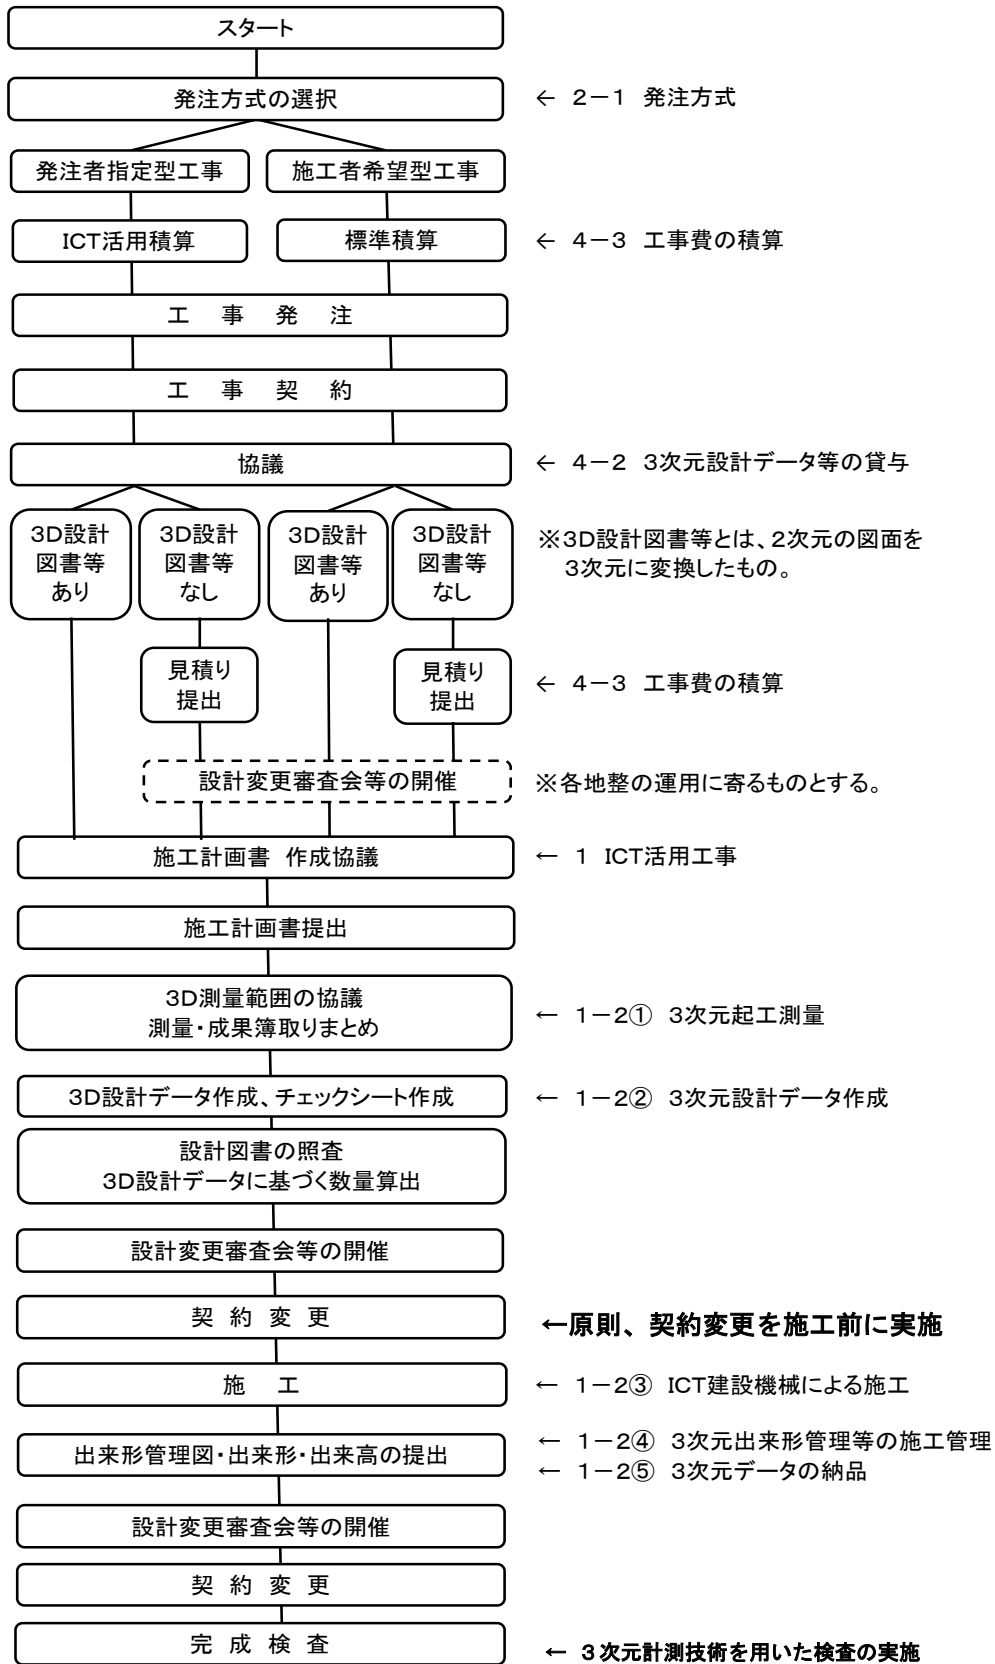 スタート
発注方式の選択
← 2－1 発注方式
発注者指定型工事
施工者希望型工事
ICT活用積算
標準積算
← 4－3 工事費の積算
工 事 発 注
工 事 契 約
協議
← 4－2 3次元設計データ等の貸与
3D設計
図書等
あり
3D設計
図書等
なし
3D設計
図書等
あり
3D設計
図書等
なし
※3D設計図書等とは、2次元の図面を
3次元に変換したもの。
見積り
提出
見積り
提出
← 4－3 工事費の積算
設計変更審査会等の開催
※各地整の運用に寄るものとする。
施工計画書 作成協議
← 1 ICT活用工事
施工計画書提出
3D測量範囲の協議
測量・成果簿取りまとめ
← 1－2① 3次元起工測量
3D設計データ作成、チェックシート作成
← 1－2② 3次元設計データ作成
設計図書の照査
3D設計データに基づく数量算出
設計変更審査会等の開催
契 約 変 更
←原則、契約変更を施工前に実施
施 工
← 1－2③ ICT建設機械による施工
出来形管理図・出来形・出来高の提出
← 1－2④ 3次元出来形管理等の施工管理
← 1－2⑤ 3次元データの納品
設計変更審査会等の開催
契 約 変 更
完 成 検 査
← 3次元計測技術を用いた検査の実施